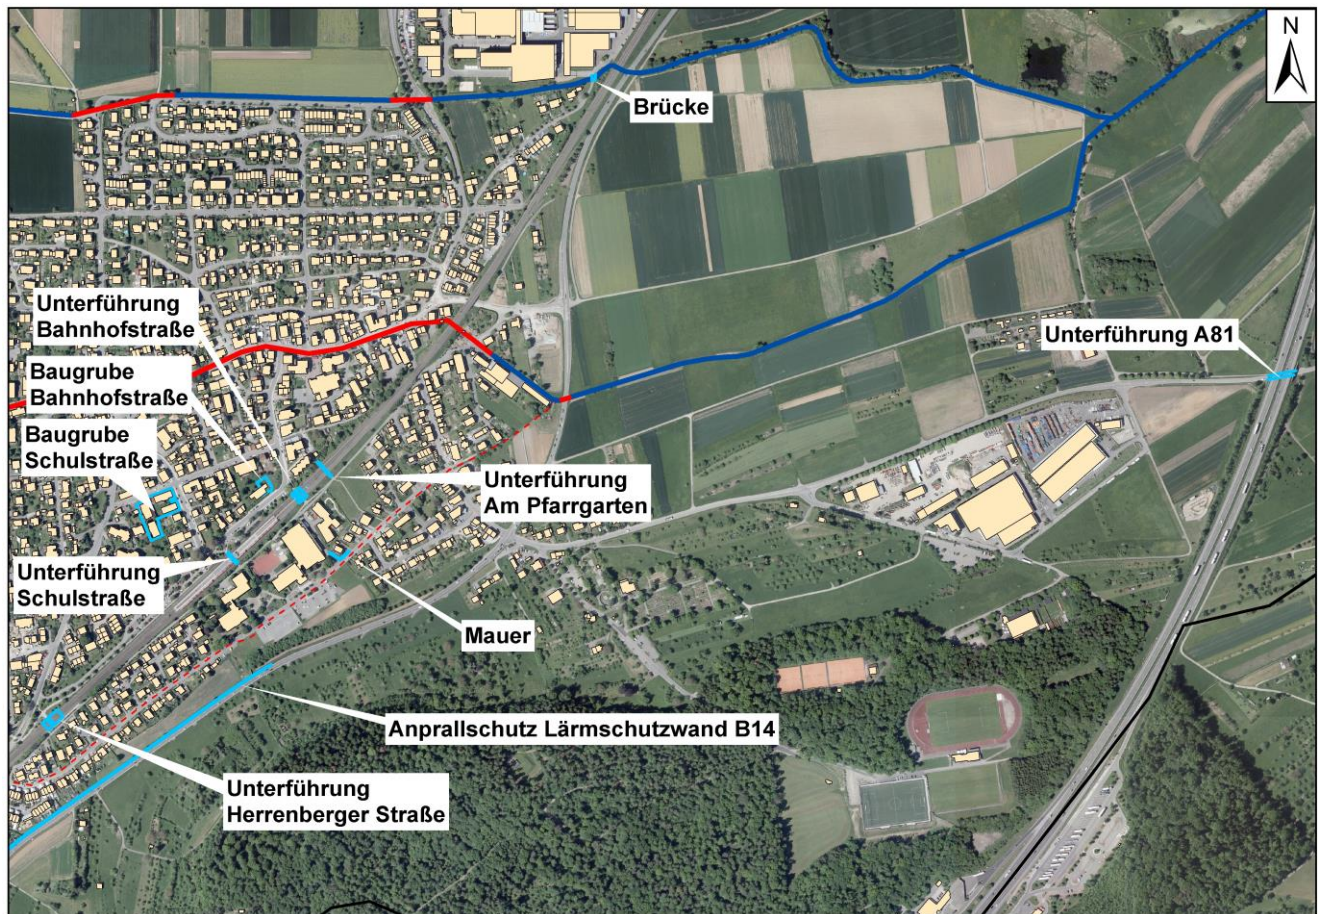 N
Brücke
Unterführung
Bahnhofstraße
Unterführung A81
Baugrube
Bahnhofstraße
Baugrube
Schulstraße
Unterführung
Am Pfarrgarten
Unterführung
Schulstraße
Mauer
Anprallschutz Lärmschutzwand B14
Unterführung
Herrenberger Straße